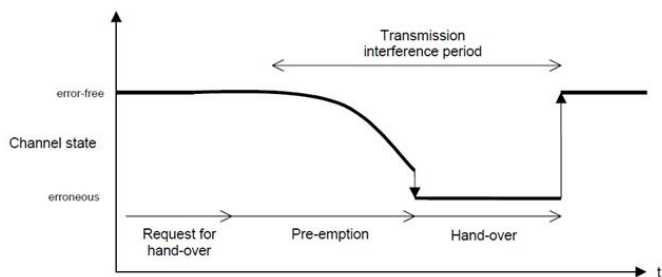 Transmission
interference period
error-free
Channel state
erroneous
Request for
hand-over
Pre-emption
Hand-over
t